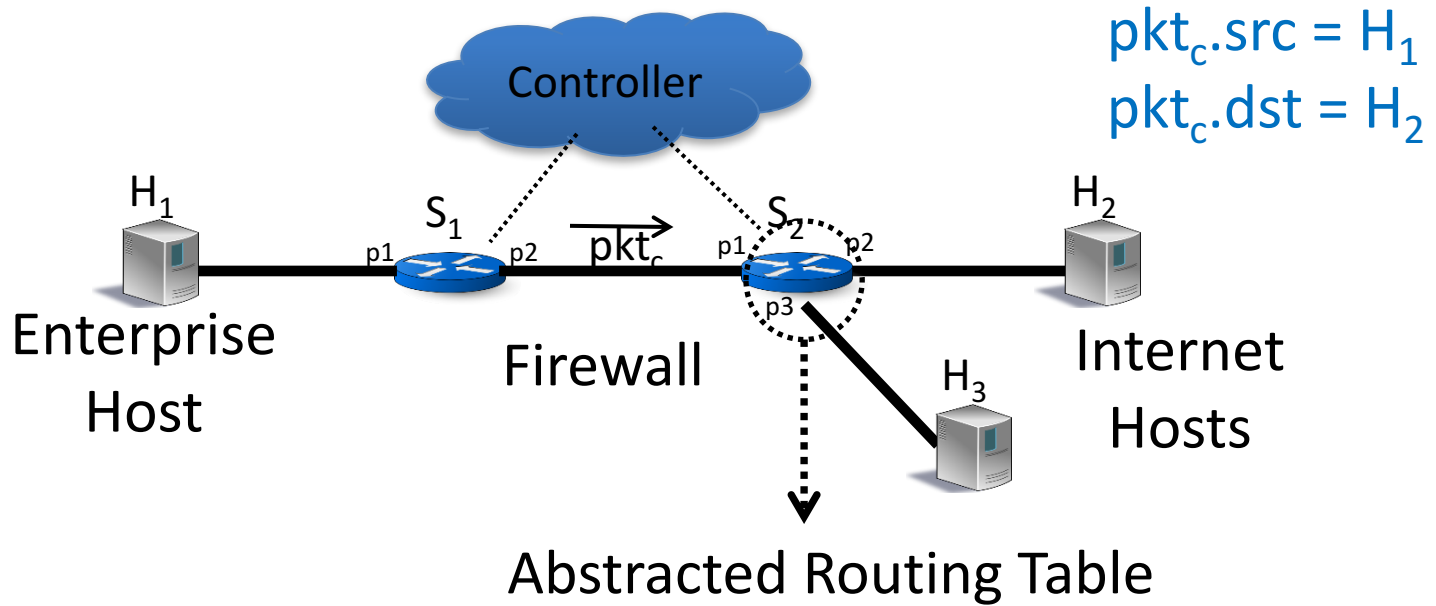 pktc.src = H1
pktc.dst = H2
Controller
H1
S1
S2
H2
p1
p2
pktc
p1
p2
p3
Enterprise
Host
Firewall
Internet
Hosts
H3
Abstracted Routing Table